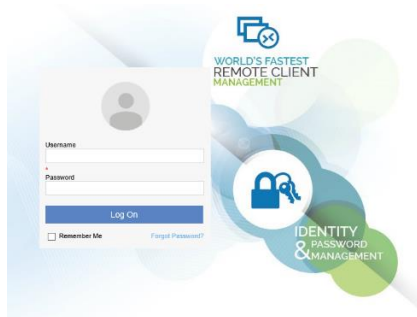 WORLD'S FASTEST
REMOTE CLIENT
MANAGEMENT
Username
*
Password
Log On
Remember Me
Forgot Password?
IDENTITY
& PASSWORD
MANAGEMENT